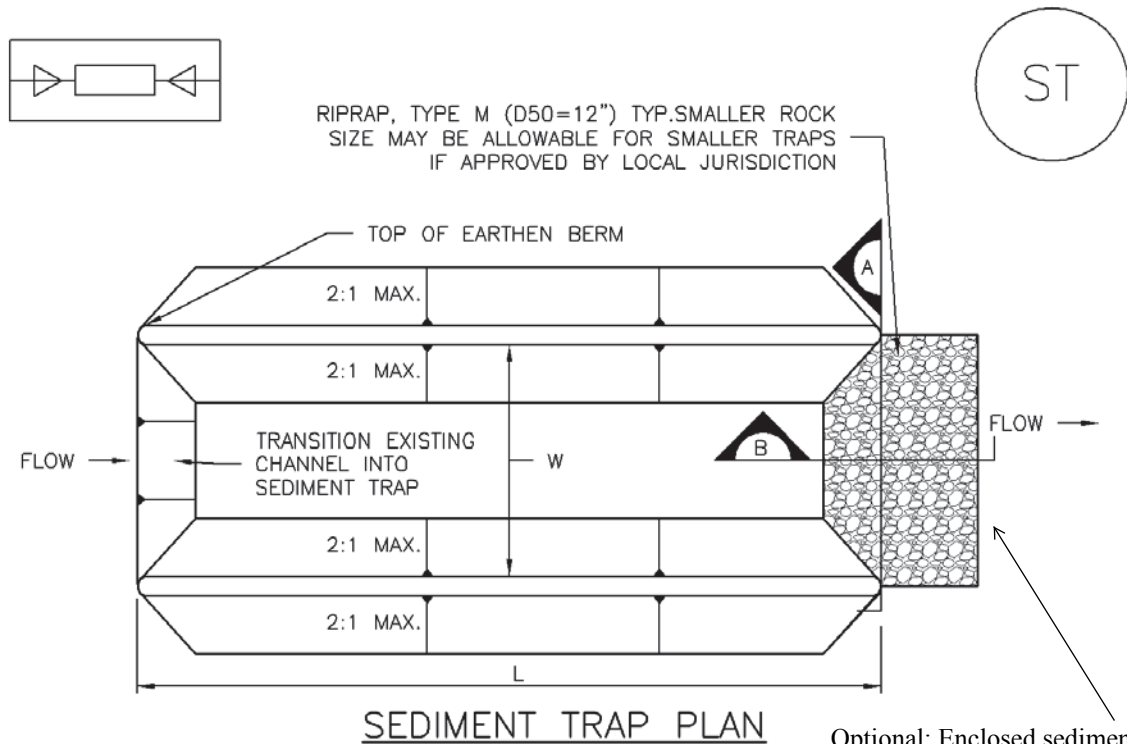 ST
RIPRAP, TYPE M (D50=12") TYP.SMALLER ROCK
SIZE MAY BE ALLOWABLE FOR SMALLER TRAPS
IF APPROVED BY LOCAL JURISDICTION
TOP OF EARTHEN BERM
A
2:1 MAX.
2:1 MAX.
FLOW
TRANSITION EXISTING
CHANNEL INTO
SEDIMENT TRAP
W
B
FLOW
2:1 MAX.
2:1 MAX.
L
SEDIMENT TRAP PLAN
Optional: Enclosed